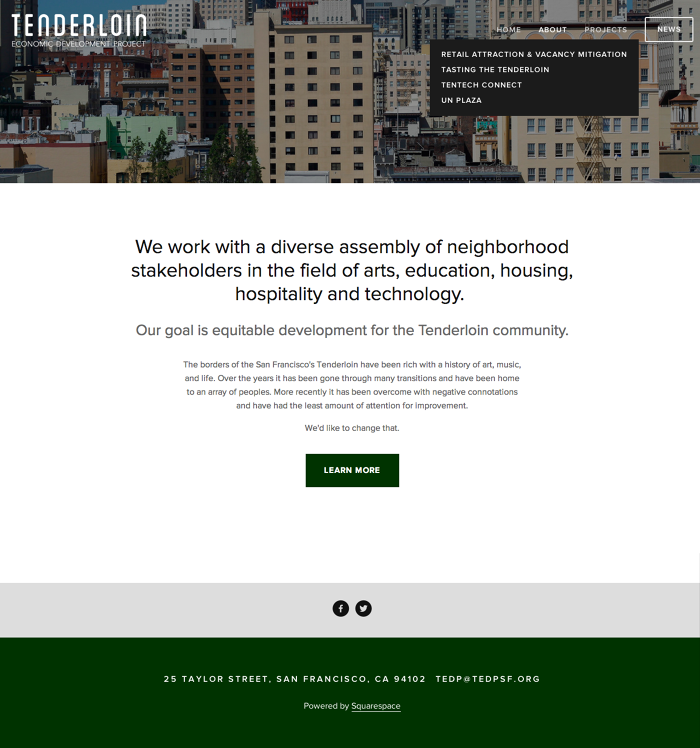 TENDERLOIN
ECONOMIC DEVELOPMENT PROJECT
HOME ABOUT PROJECTS NEWS
RETAIL ATTRACTION & VACANCY MITIGATION
TASTING THE TENDERLOIN
TENTECH CONNECT
UN PLAZA
We work with a diverse assembly of neighborhood
stakeholders in the field of arts, education, housing,
hospitality and technology.
Our goal is equitable development for the Tenderloin community.
The borders of the San Francisco's Tenderloin have been rich with a history of art, music,
and life. Over the years it has been gone through many transitions and have been home
to an array of peoples. More recently it has been overcome with negative connotations
and have had the least amount of attention for improvement.
We'd like to change that.
LEARN MORE
25 TAYLOR STREET, SAN FRANCISCO, CA 94102 TEDP@TEDPSF.ORG
Powered by Squarespace